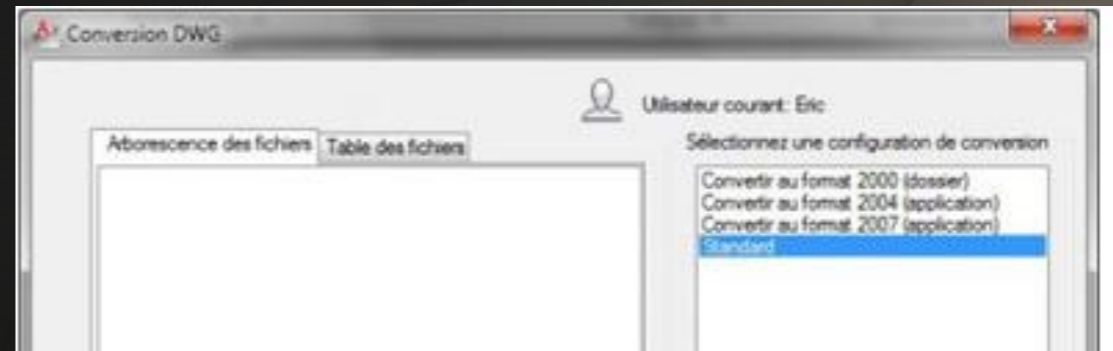 Conversion DWG
Utilisateur courant: Eric
Arborescence des fichiers
Table des fichiers
Sélectionnez une configuration de conversion
Convertir au format 2000 (dossier)
Convertir au format 2004 (application)
Convertir au format 2007 (application)
Standard